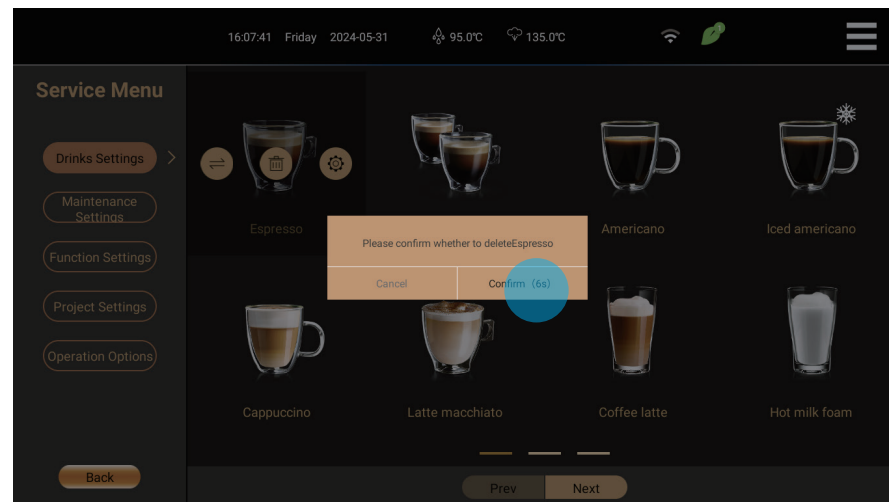 16:07:41 Friday 2024-05-31 95.0℃ 135.0℃ 1
Service Menu
Drinks Settings >
Maintenance
Settings
Function Settings
Project Settings
Operation Options
Back
Espresso
Americano
Iced americano
Please confirm whether to deleteEspresso
Cancel
Confirm (6s)
Cappuccino
Latte macchiato
Coffee latte
Hot milk foam
Prev
Next